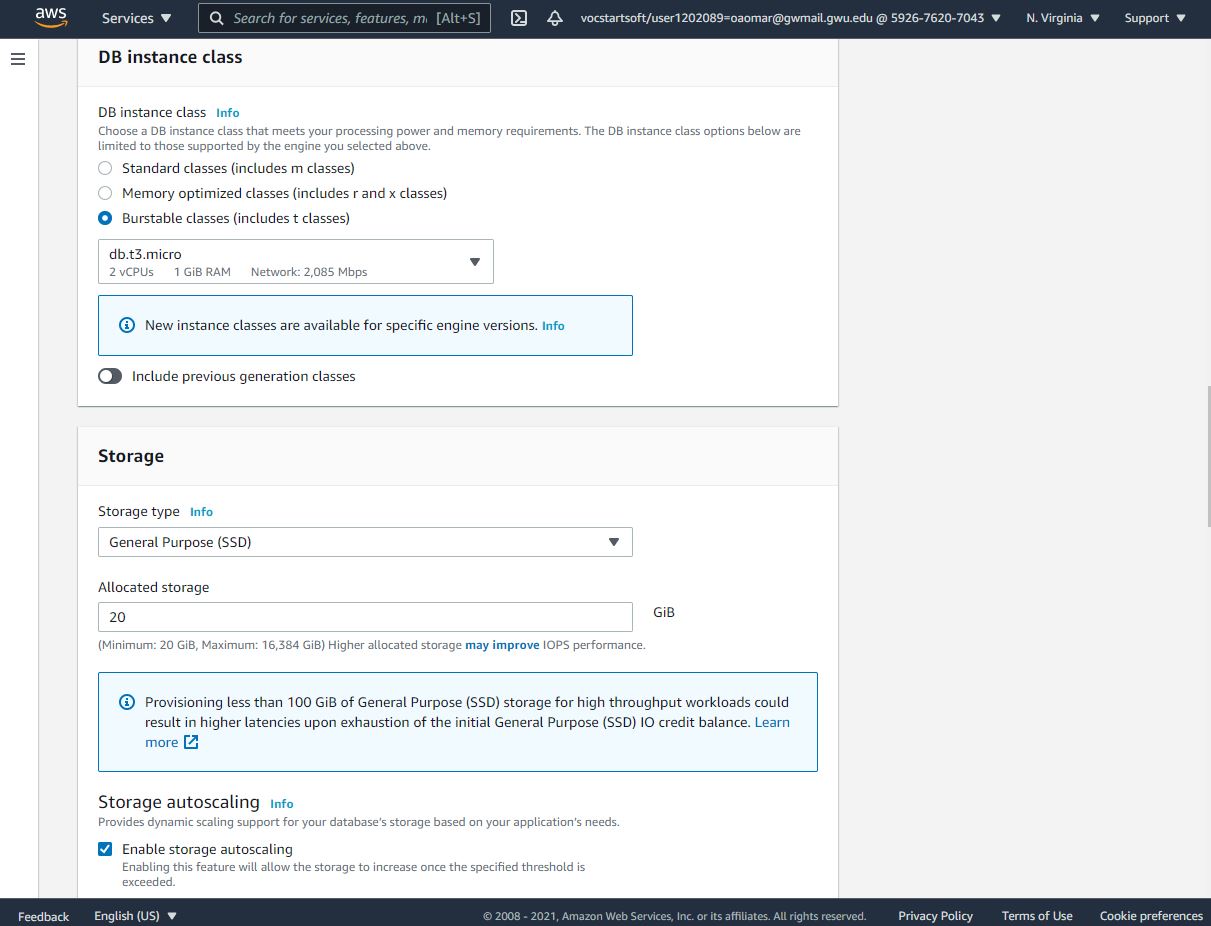 aws
Services
Search for services, features, m [Alt+S]
vocstartsoft/user1202089=oaomar@gwmail.gwu.edu @ 5926-7620-7043
N. Virginia
Support
DB instance class
DB instance class Info
Choose a DB instance class that meets your processing power and memory requirements. The DB instance class options below are
limited to those supported by the engine you selected above.
Standard classes (includes m classes)
Memory optimized classes (includes r and x classes)
Burstable classes (includes t classes)
db.t3.micro
2 vCPUs 1 GiB RAM Network: 2,085 Mbps
New instance classes are available for specific engine versions. Info
Include previous generation classes
Storage
Storage type Info
General Purpose (SSD)
Allocated storage
20
GiB
(Minimum: 20 GiB, Maximum: 16,384 GiB) Higher allocated storage may improve IOPS performance.
Provisioning less than 100 GiB of General Purpose (SSD) storage for high throughput workloads could
result in higher latencies upon exhaustion of the initial General Purpose (SSD) IO credit balance. Learn
more
Storage autoscaling Info
Provides dynamic scaling support for your database's storage based on your application's needs.
Enable storage autoscaling
Enabling this feature will allow the storage to increase once the specified threshold is
exceeded.
Feedback
English (US)
© 2008 - 2021, Amazon Web Services, Inc. or its affiliates. All rights reserved.
Privacy Policy
Terms of Use
Cookie preferences